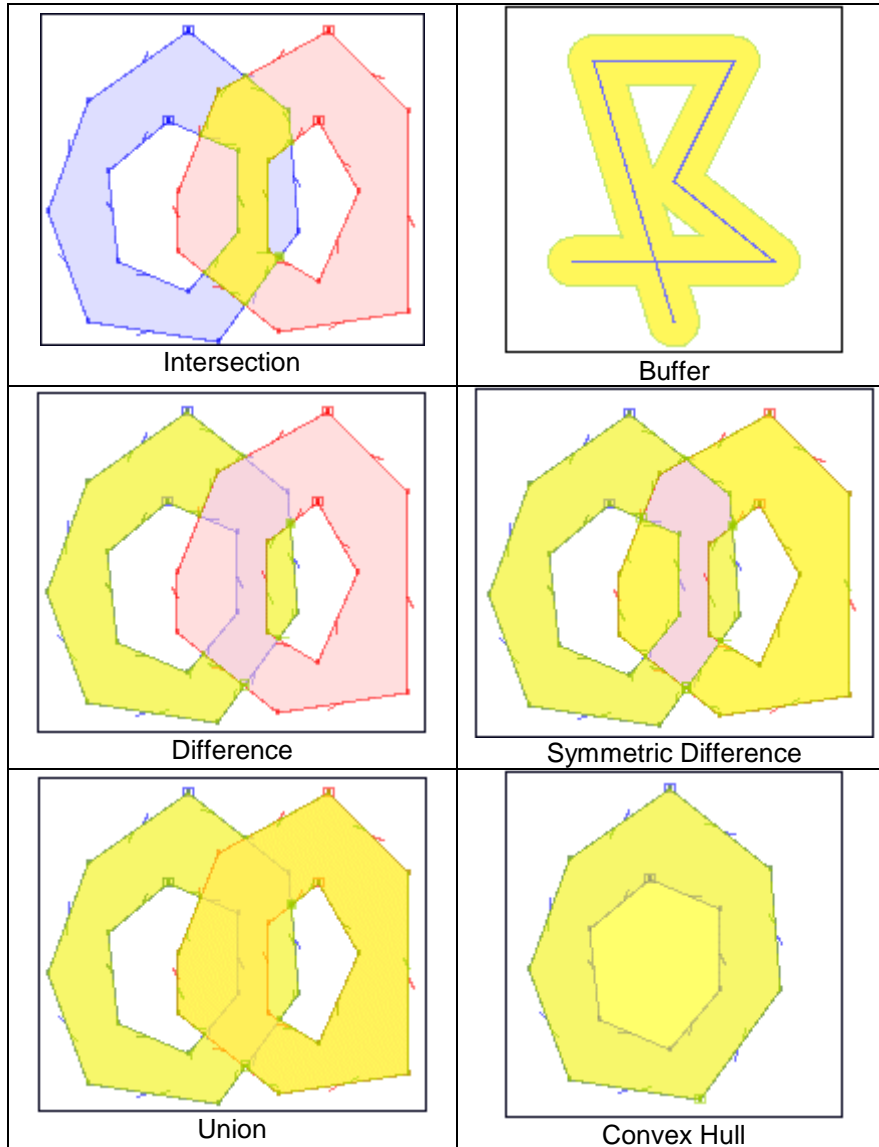 Intersection
Buffer
Difference
Symmetric Difference
Union
Convex Hull